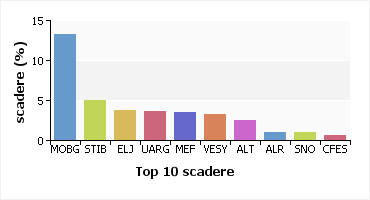 15
10
5
0
scadere (%)
MOBG STIB ELJ UARG MEF VESY ALT ALR SNO CFES
Top 10 scadere